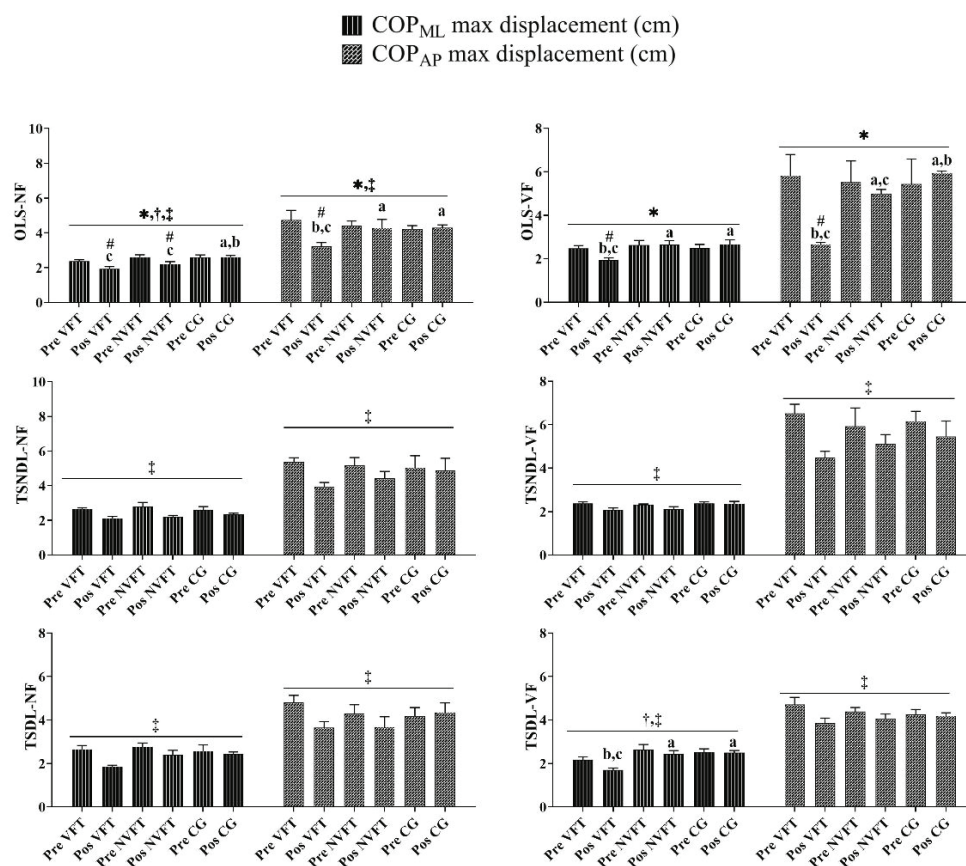 COPML max displacement (cm)
COPAP max displacement (cm)
OLS-NF
10
8
6
4
2
0
*,†,‡
#
c
#
c
a,b
*,‡
#
b,c
a
a
Pre VFT
Pos VFT
Pre NVFT
Pos NVFT
Pre CG
Pos CG
Pre VFT
Pos VFT
Pre NVFT
Pos NVFT
Pre CG
Pos CG
OLS-VF
8
6
4
2
0
*
#
b,c
a
a
*
#
b,c
a,c
a,b
Pre VFT
Pos VFT
Pre NVFT
Pos NVFT
Pre CG
Pos CG
Pre VFT
Pos VFT
Pre NVFT
Pos NVFT
Pre CG
Pos CG
TSNDL-NF
10
8
6
4
2
0
‡
‡
Pre VFT
Pos VFT
Pre NVFT
Pos NVFT
Pre CG
Pos CG
Pre VFT
Pos VFT
Pre NVFT
Pos NVFT
Pre CG
Pos CG
TSNDL-VF
8
6
4
2
0
‡
‡
Pre VFT
Pos VFT
Pre NVFT
Pos NVFT
Pre CG
Pos CG
Pre VFT
Pos VFT
Pre NVFT
Pos NVFT
Pre CG
Pos CG
TSDL-NF
8
6
4
2
0
‡
‡
Pre VFT
Pos VFT
Pre NVFT
Pos NVFT
Pre CG
Pos CG
Pre VFT
Pos VFT
Pre NVFT
Pos NVFT
Pre CG
Pos CG
TSDL-VF
8
6
4
2
0
†,‡
b,c
a
a
‡
Pre VFT
Pos VFT
Pre NVFT
Pos NVFT
Pre CG
Pos CG
Pre VFT
Pos VFT
Pre NVFT
Pos NVFT
Pre CG
Pos CG